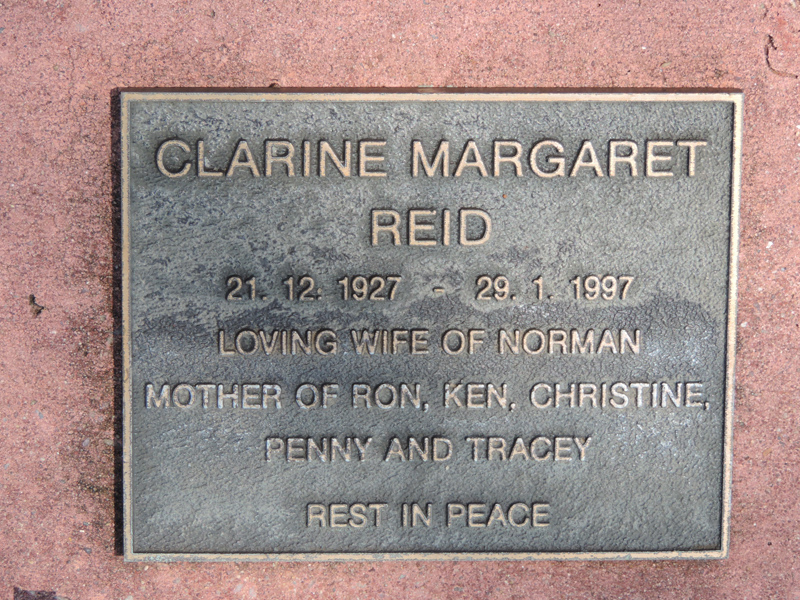 CLARINE MARGARET
REID
21. 12. 1927 - 29. 1. 1997
LOVING WIFE OF NORMAN
MOTHER OF RON, KEN, CHRISTINE,
PENNY AND TRACEY
REST IN PEACE